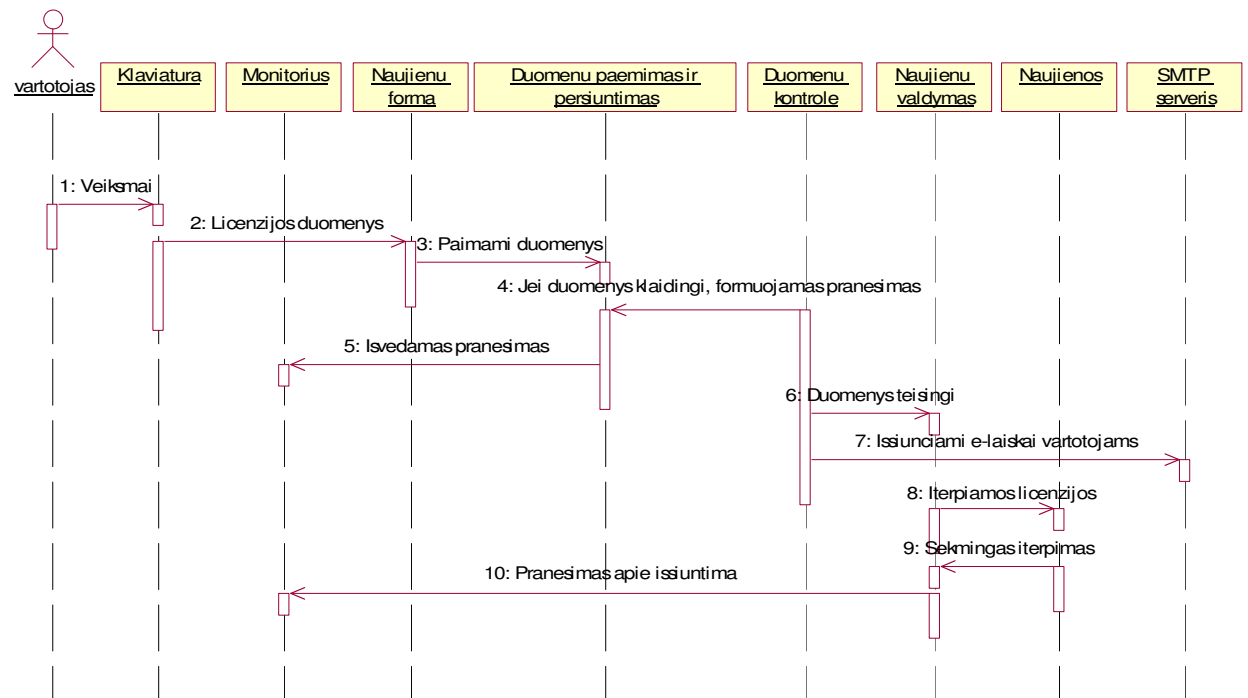 vartotojas
Klaviatura
Monitorius
Naujienu
forma
Duomenu paemimas ir
persiuntimas
Duomenu
kontrole
Naujienu
valdymas
Naujienos
SMTP
serveris
1: Veiksmai
2: Licenzijos duomenys
3: Paimami duomenys
4: Jei duomenys klaidingi, formuojamas pranesimas
5: Isvedamas pranesimas
6: Duomenys teisingi
7: Issiunciami e-laiskai vartotojams
8: Iterpiamos licenzijos
9: Sekmingas iterpimas
10: Pranesimas apie issiuntima